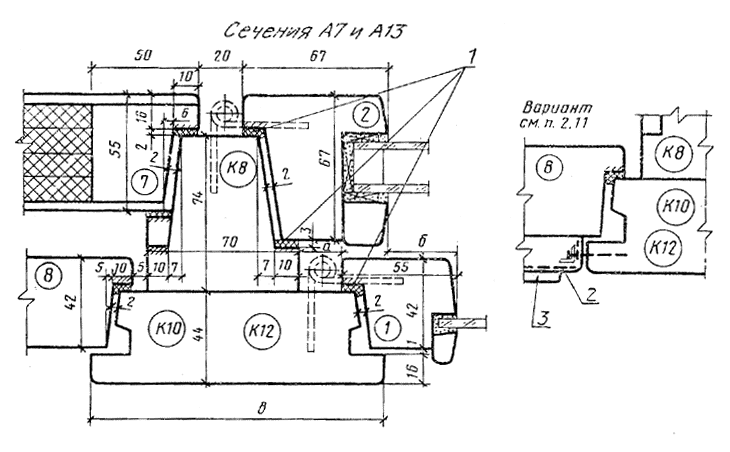 Сечения А7 и А13
50 20 67 1
10
2
Вариант
см. п. 2.11
16 6
2 55 2
7 К8 2 67
74
8 К8
К10
К12
3 а
70 б
8 5 10 5 10 7 7 10 55
42 2 2 42
К10 К12 1
44 1
16
в
3 2